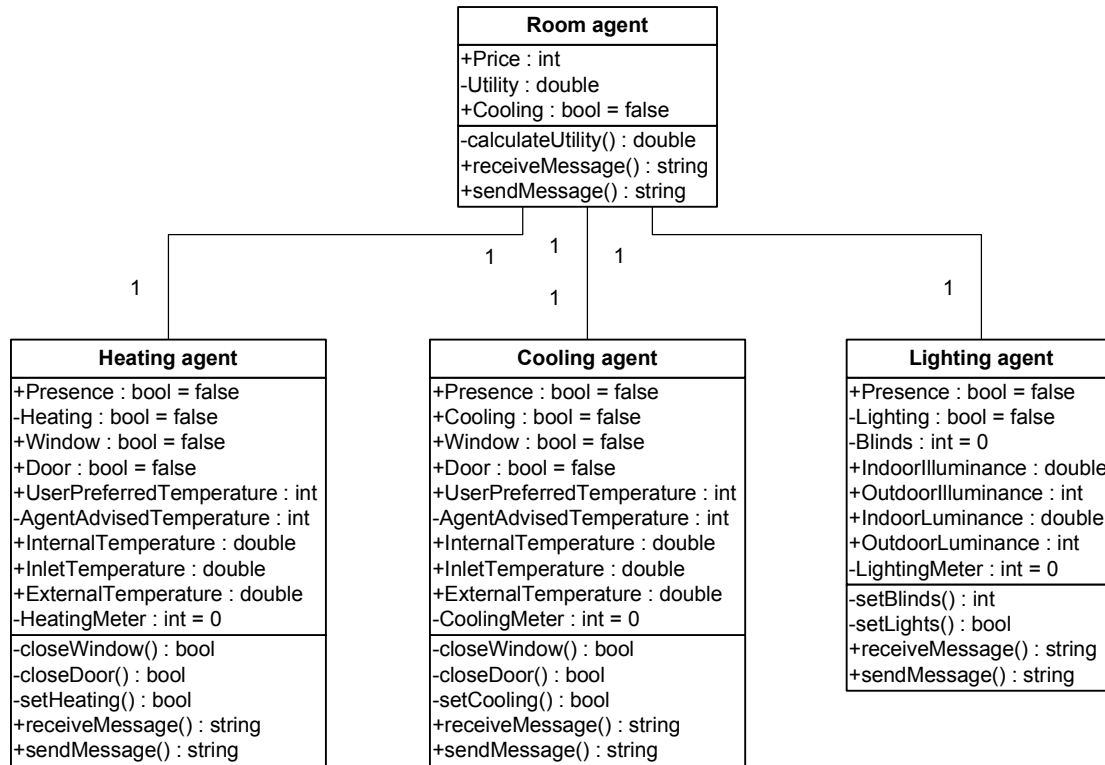 Room agent
+Price : int
-Utility : double
+Cooling : bool = false
-calculateUtility() : double
+receiveMessage() : string
+sendMessage() : string
1
1
1
1
1
1
Heating agent
+Presence : bool = false
-Heating : bool = false
+Window : bool = false
+Door : bool = false
+UserPreferredTemperature : int
-AgentAdvisedTemperature : int
+InternalTemperature : double
+InletTemperature : double
+ExternalTemperature : double
-HeatingMeter : int = 0
-closeWindow() : bool
-closeDoor() : bool
-setHeating() : bool
+receiveMessage() : string
+sendMessage() : string
Cooling agent
+Presence : bool = false
+Cooling : bool = false
+Window : bool = false
+Door : bool = false
+UserPreferredTemperature : int
-AgentAdvisedTemperature : int
+InternalTemperature : double
+InletTemperature : double
+ExternalTemperature : double
-CoolingMeter : int = 0
-closeWindow() : bool
-closeDoor() : bool
-setCooling() : bool
+receiveMessage() : string
+sendMessage() : string
Lighting agent
+Presence : bool = false
-Lighting : bool = false
-Blinds : int = 0
+IndoorIlluminance : double
+OutdoorIlluminance : int
+IndoorLuminance : double
+OutdoorLuminance : int
-LightingMeter : int = 0
-setBlinds() : int
-setLights() : bool
+receiveMessage() : string
+sendMessage() : string